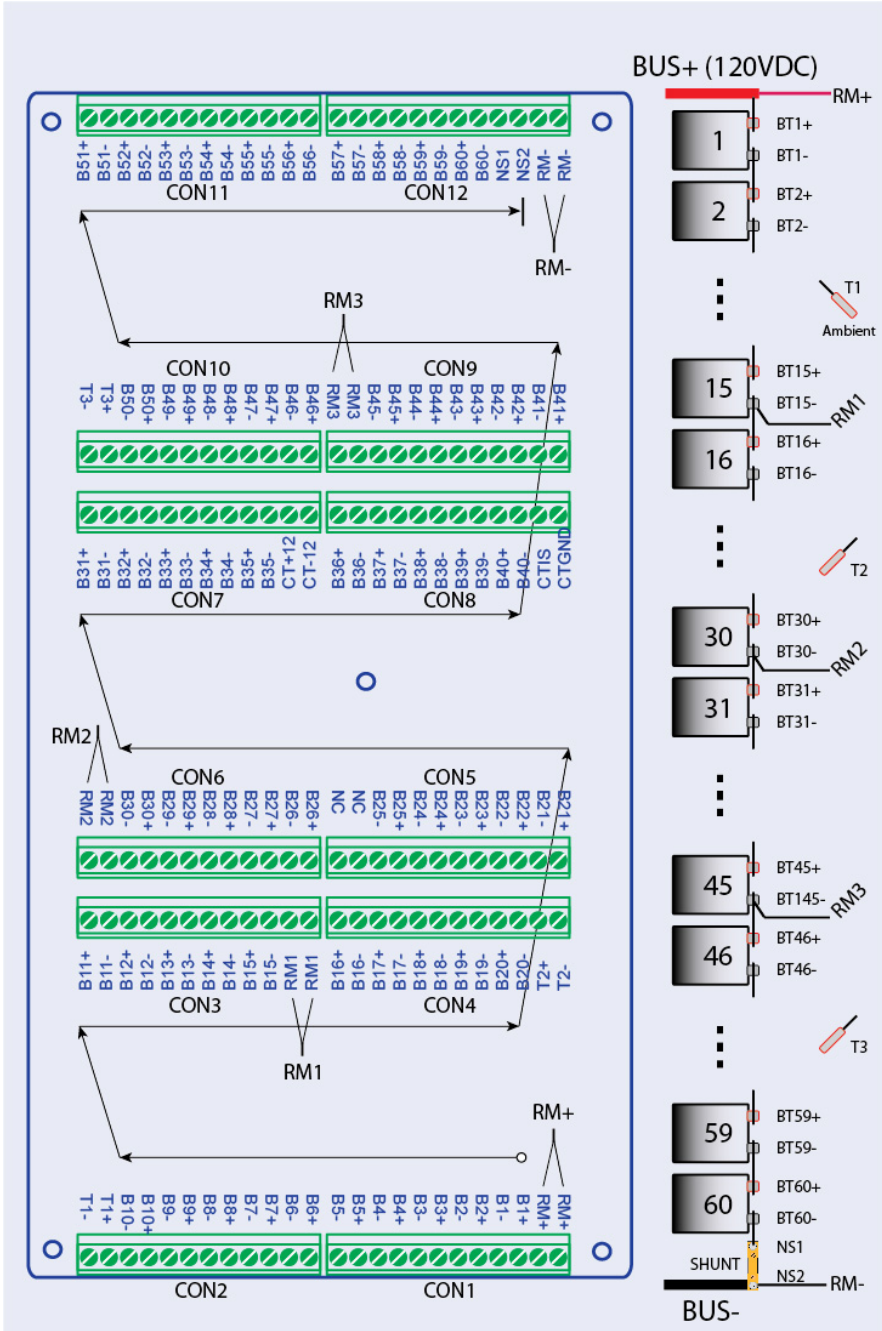 BUS+ (120VDC)
RM+
B51+ B51- B52+ B52- B53+ B53- B54+ B54- B55+ B55- B56+ B56-
B57+ B57- B58+ B58- B59+ B59- B60+ B60- NS1 NS2 RM- RM-
CON11
CON12
RM-
RM3
CON10
CON9
T3- T3+ B50- B50+ B49- B49+ B48- B48+ B47- B47+ B46- B46+
RM3 RM3 B45- B45+ B44- B44+ B43- B43+ B42- B42+ B41- B41+
B31+ B31- B32+ B32- B33+ B33- B34+ B34- B35+ B35- CT+12 CT-12
B36+ B36- B37+ B37- B38+ B38- B39+ B39- B40+ B40- CTIS CTGND
CON7
CON8
RM2
CON6
CON5
RM2 RM2 B30- B30+ B29- B29+ B28- B28+ B27- B27+ B26- B26+
NC NC B25- B25+ B24- B24+ B23- B23+ B22- B22+ B21- B21+
B11+ B11- B12+ B12- B13+ B13- B14+ B14- B15+ B15- RM1 RM1
B16+ B16- B17+ B17- B18+ B18- B19+ B19- B20+ B20- T2+ T2-
CON3
CON4
RM1
RM+
T1- T1+ B10- B10+ B9- B9+ B8- B8+ B7- B7+ B6- B6+
B5- B5+ B4- B4+ B3- B3+ B2- B2+ B1- B1+ RM+ RM+
CON2
CON1
1
BT1+
BT1-
2
BT2+
BT2-
T1
Ambient
15
BT15+
BT15-
RM1
16
BT16+
BT16-
T2
30
BT30+
BT30-
RM2
31
BT31+
BT31-
45
BT45+
BT145-
RM3
46
BT46+
BT46-
T3
59
BT59+
BT59-
60
BT60+
BT60-
NS1
SHUNT
NS2
RM-
BUS-